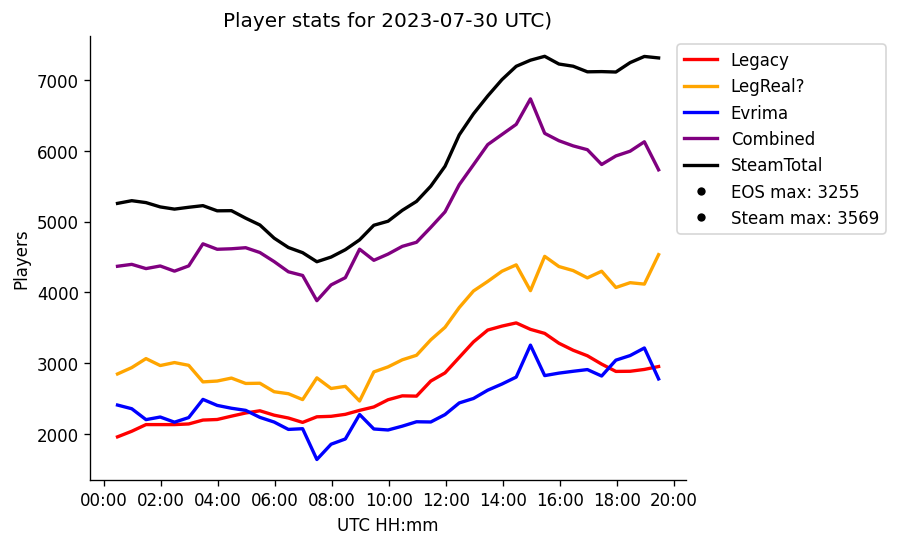 Player stats for 2023-07-30 UTC)
Players
7000
6000
5000
4000
3000
2000
00:00 02:00 04:00 06:00 08:00 10:00 12:00 14:00 16:00 18:00 20:00
UTC HH:mm
Legacy
LegReal?
Evrima
Combined
SteamTotal
EOS max: 3255
Steam max: 3569